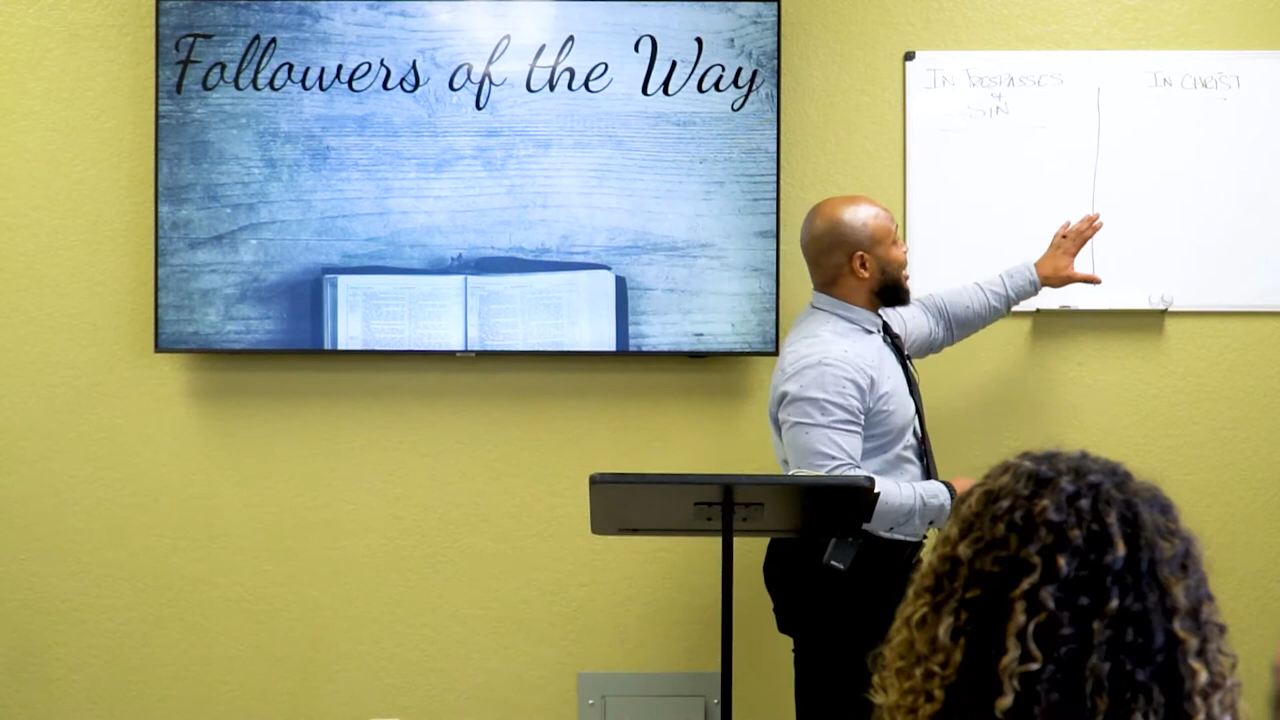 Followers of the Way
IN TRESPASSES
+
SIN
IN CHRIST